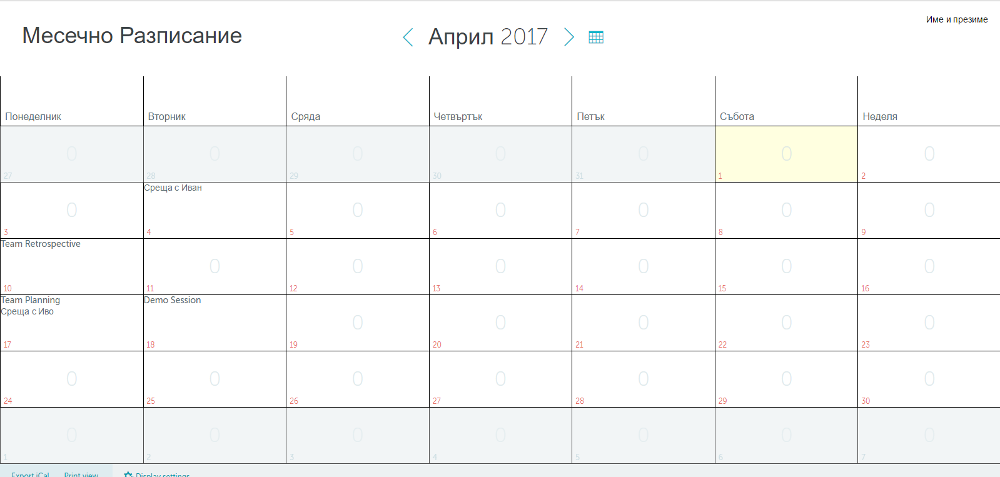 Име и презиме
Месечно Разписание
Април 2017
Понеделник Вторник Сряда Четвъртък Петък Събота Неделя
0 0 0 0 0 0 0
27 28 29 30 31 1 2
Среща с Иван
0 0 0 0 0 0
3 4 5 6 7 8 9
Team Retrospective
0 0 0 0 0 0
10 11 12 13 14 15 16
Team Planning Demo Session
Среща с Иво
0 0 0 0 0
17 18 19 20 21 22 23
0 0 0 0 0 0 0
24 25 26 27 28 29 30
0 0 0 0 0 0 0
1 2 3 4 5 6 7
Export iCal Print view Display settings